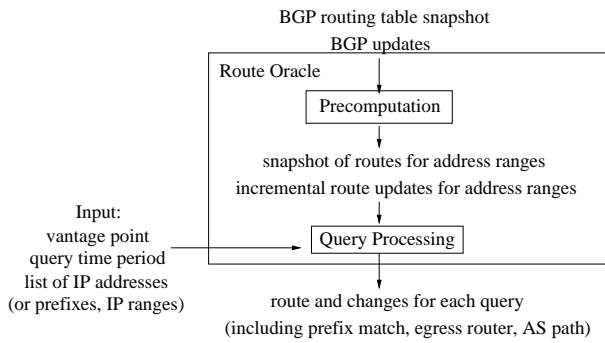 BGP routing table snapshot
BGP updates
Route Oracle
Precomputation
snapshot of routes for address ranges
incremental route updates for address ranges
Input:
vantage point
query time period
list of IP addresses
(or prefixes, IP ranges)
Query Processing
route and changes for each query
(including prefix match, egress router, AS path)